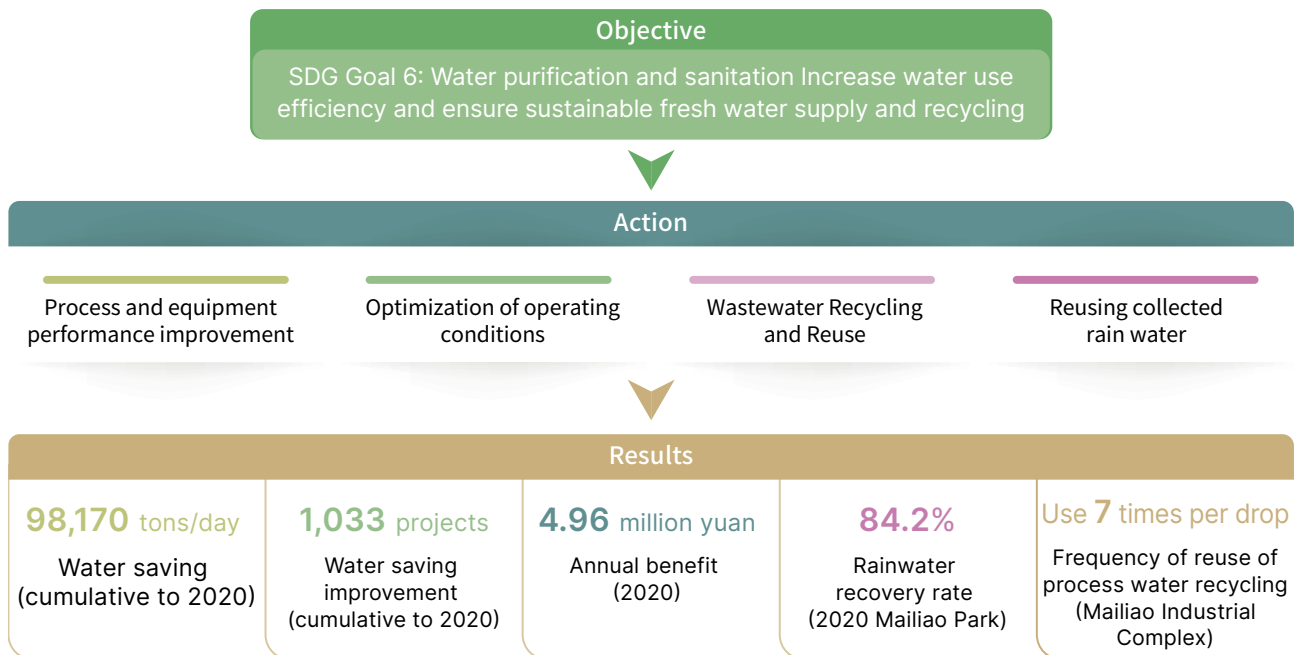 Objective
SDG Goal 6: Water purification and sanitation Increase water use
efficiency and ensure sustainable fresh water supply and recycling
Action
Process and equipment
performance improvement
Optimization of operating
conditions
Wastewater Recycling
and Reuse
Reusing collected
rain water
Results
98,170 tons/day
Water saving
(cumulative to 2020)
1,033 projects
Water saving
improvement
(cumulative to 2020)
4.96 million yuan
Annual benefit
(2020)
84.2%
Rainwater
recovery rate
(2020 Mailiao Park)
Use 7 times per drop
Frequency of reuse of
process water recycling
(Mailiao Industrial
Complex)